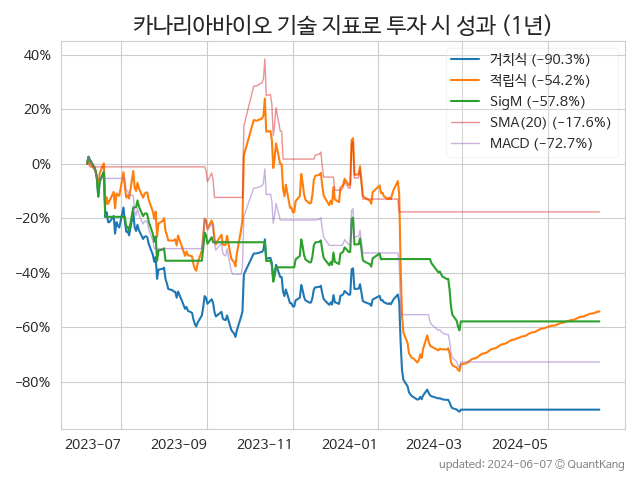 카나리아바이오 기술 지표로 투자 시 성과 (1년)
거치식 (−90.3%)
적립식 (−54.2%)
SigM (−57.8%)
SMA(20) (−17.6%)
MACD (−72.7%)
40%
20%
0%
−20%
−40%
−60%
−80%
2023-07 2023-09 2023-11 2024-01 2024-03 2024-05
updated: 2024-06-07 © QuantKang